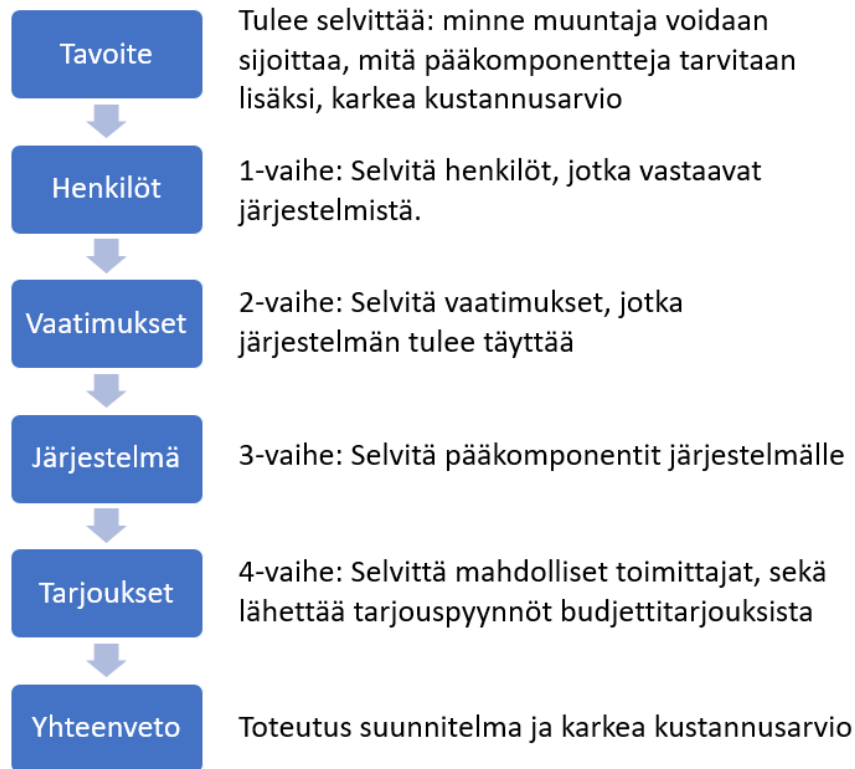 Tavoite
Tulee selvittää: minne muuntaja voidaan
sijoittaa, mitä pääkomponentteja tarvitaan
lisäksi, karkea kustannusarvio
Henkilöt
1-vaihe: Selvitä henkilöt, jotka vastaavat
järjestelmistä.
Vaatimukset
2-vaihe: Selvitä vaatimukset, jotka
järjestelmän tulee täyttää
Järjestelmä
3-vaihe: Selvitä pääkomponentit järjestelmälle
Tarjoukset
4-vaihe: Selvittä mahdolliset toimittajat, sekä
lähettää tarjouspyynnöt budjettitarjouksista
Yhteenveto
Toteutus suunnitelma ja karkea kustannusarvio